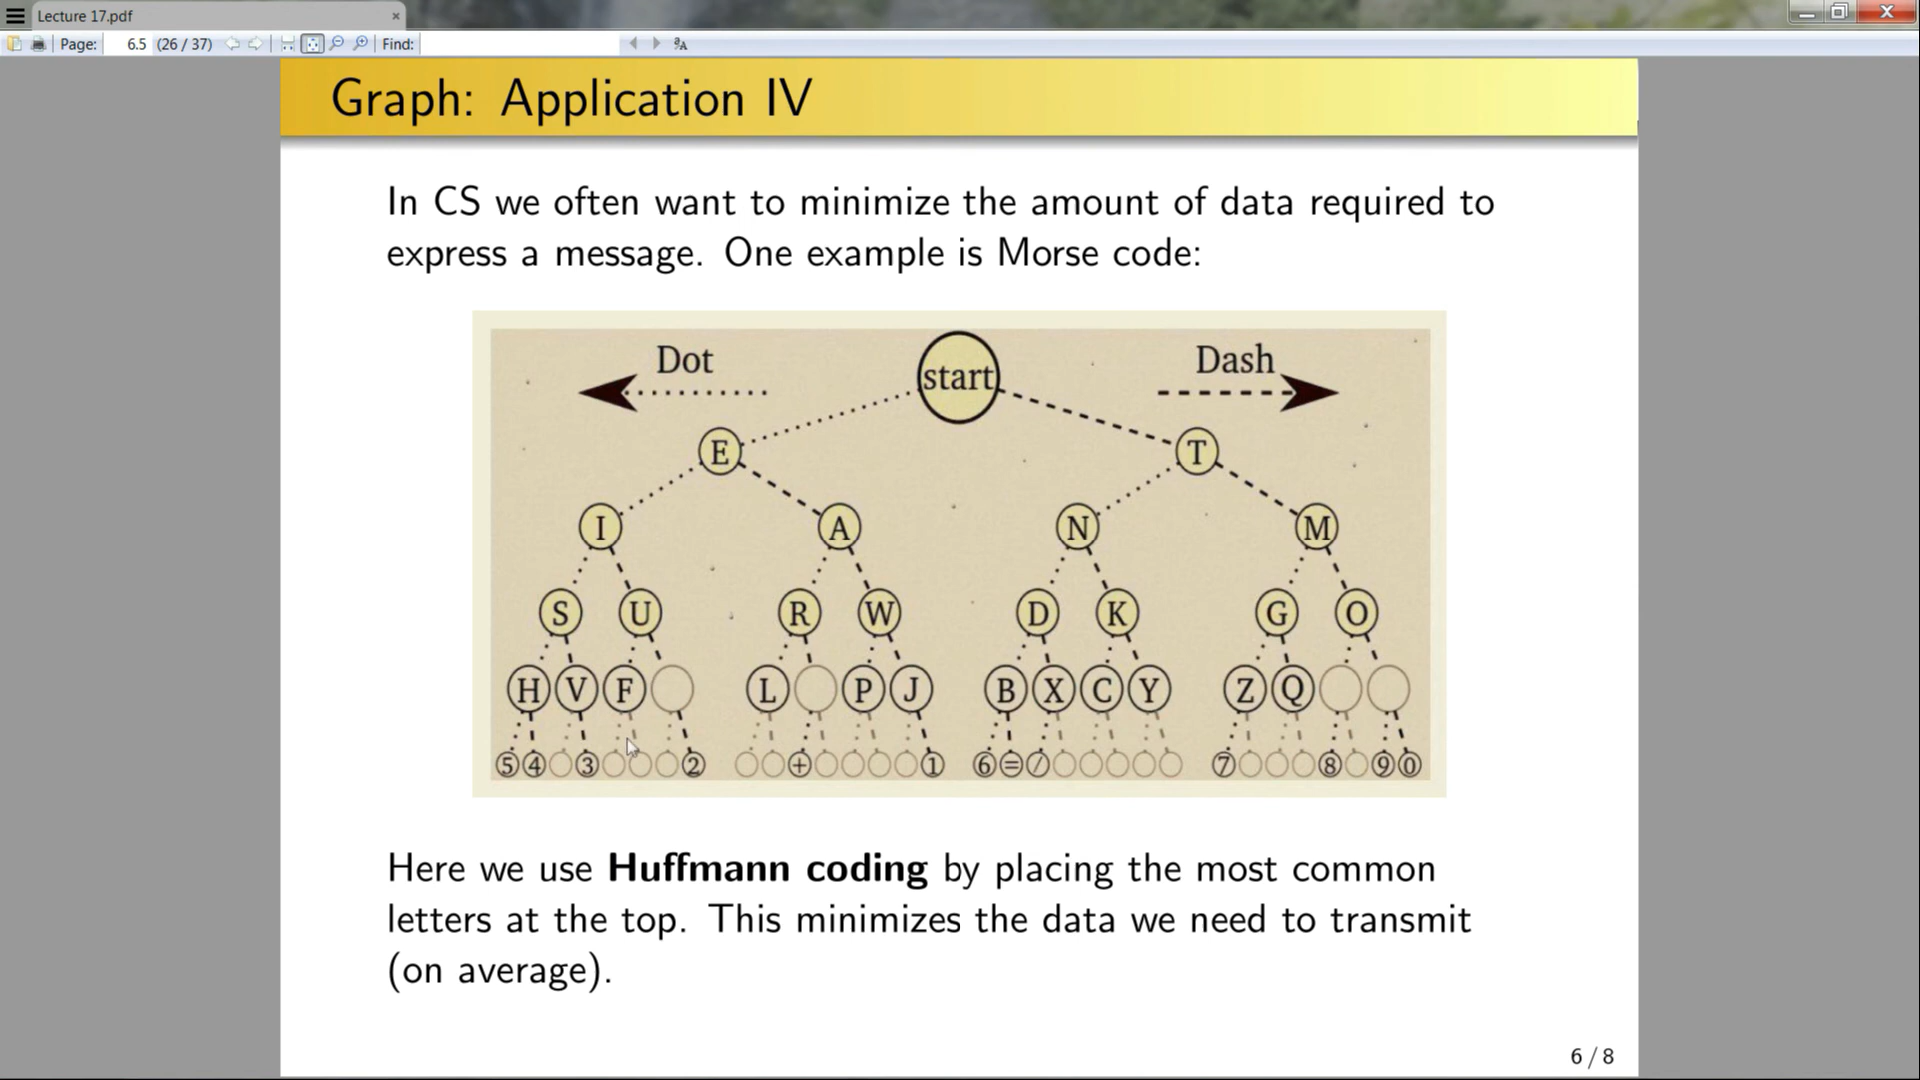 Lecture 17.pdf
Page: 6.5 (26 / 37) Find:
Graph: Application IV
In CS we often want to minimize the amount of data required to
express a message. One example is Morse code:
Dot start Dash
E T
I A N M
S U R W D K G O
H V F L P J B X C Y Z Q
5 4 3 2 + 1 6 = / 7 8 9 0
Here we use Huffmann coding by placing the most common
letters at the top. This minimizes the data we need to transmit
(on average).
6 / 8